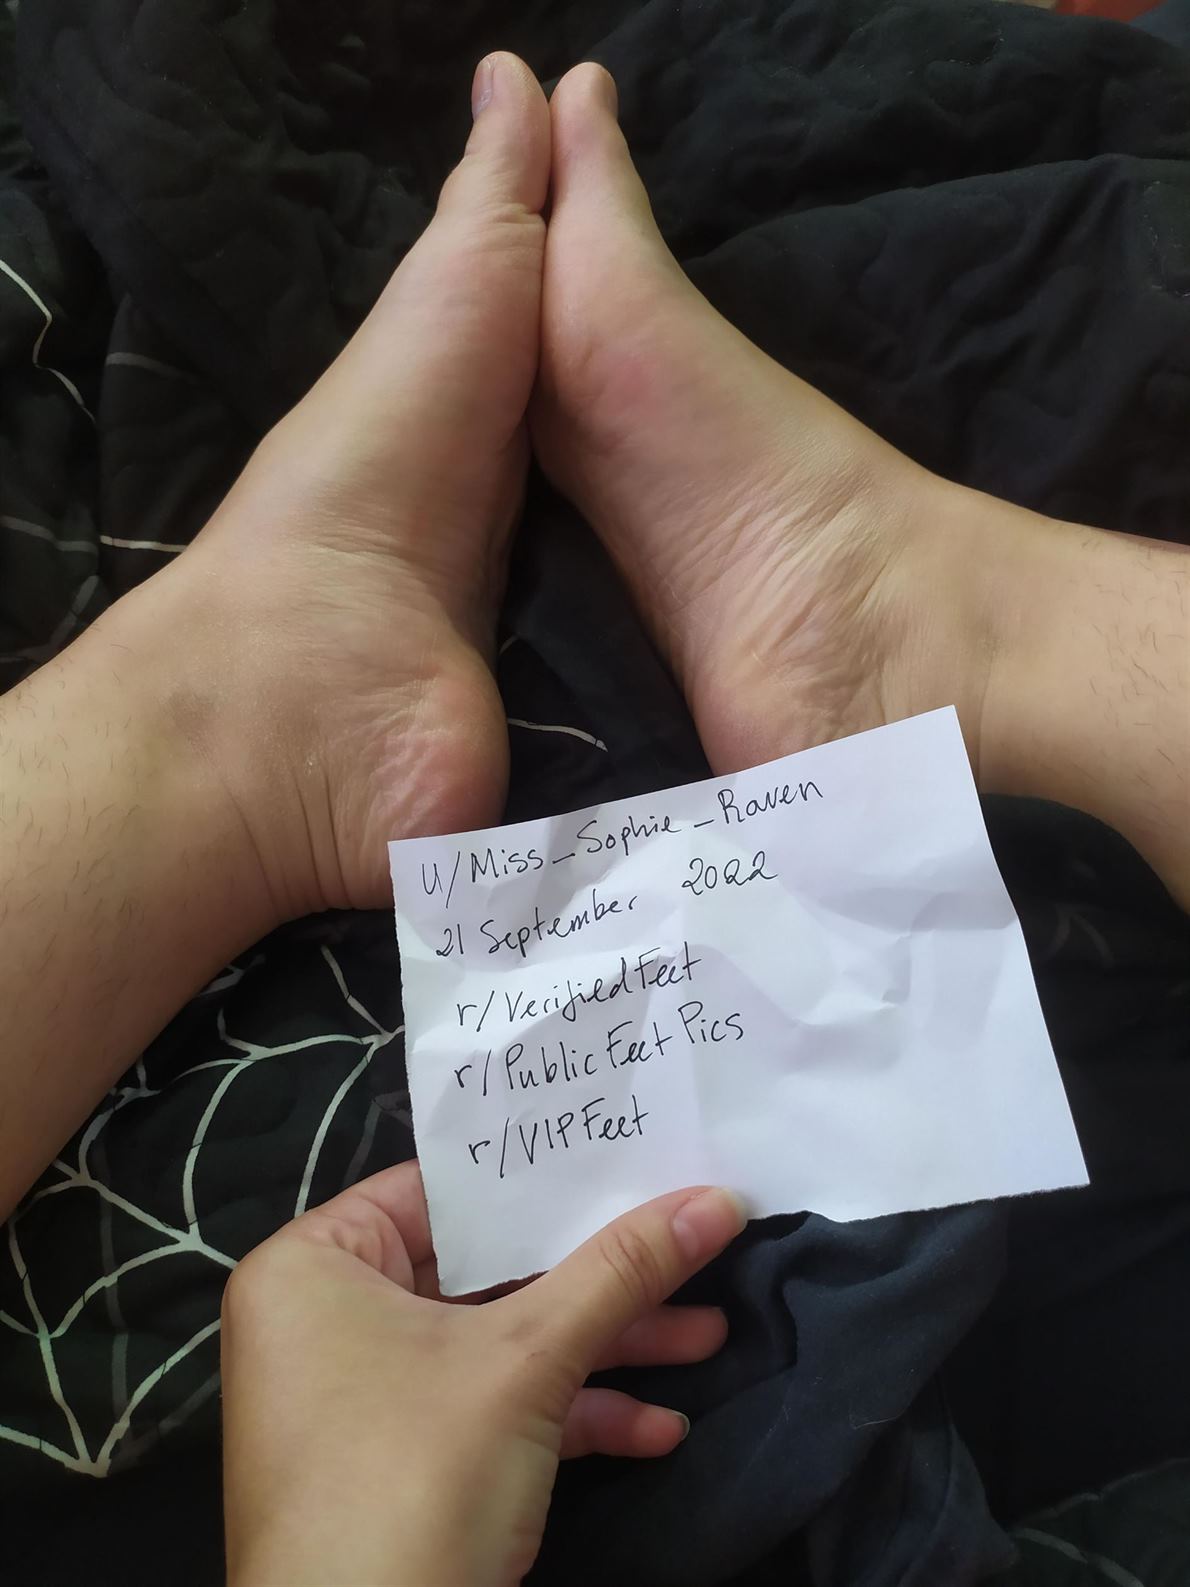 u/Miss_Sophie_Raven
21 September 2022
r/VerifiedFeet
r/PublicFeetPics
r/VIPFeet